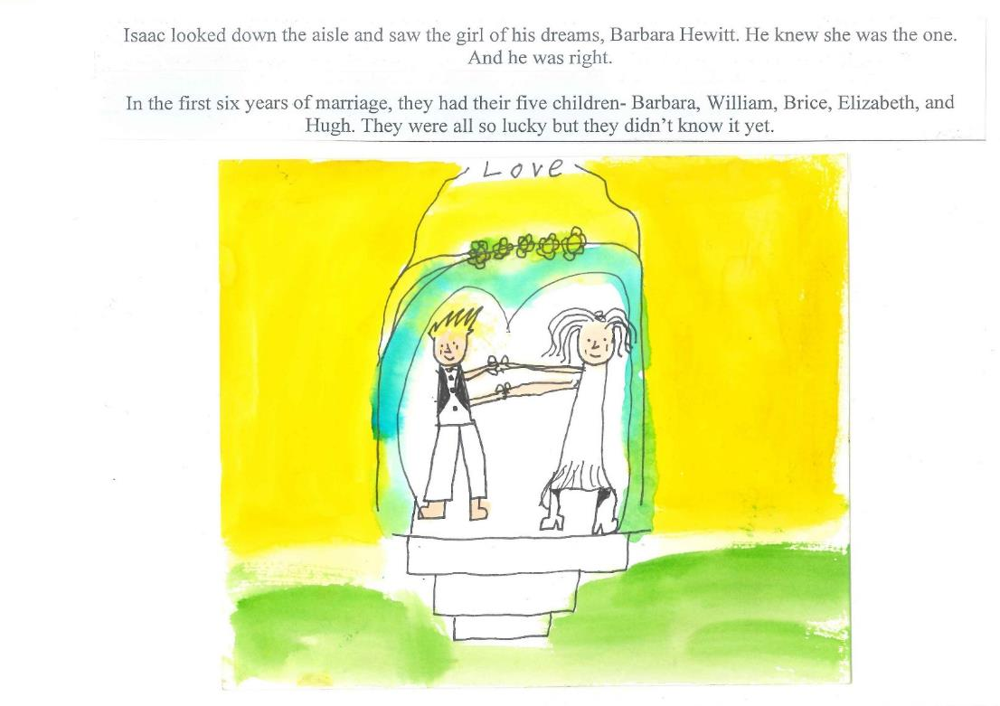 Isaac looked down the aisle and saw the girl of his dreams, Barbara Hewitt. He knew she was the one.
And he was right.
In the first six years of marriage, they had their five children- Barbara, William, Brice, Elizabeth, and
Hugh. They were all so lucky but they didn’t know it yet.
Love